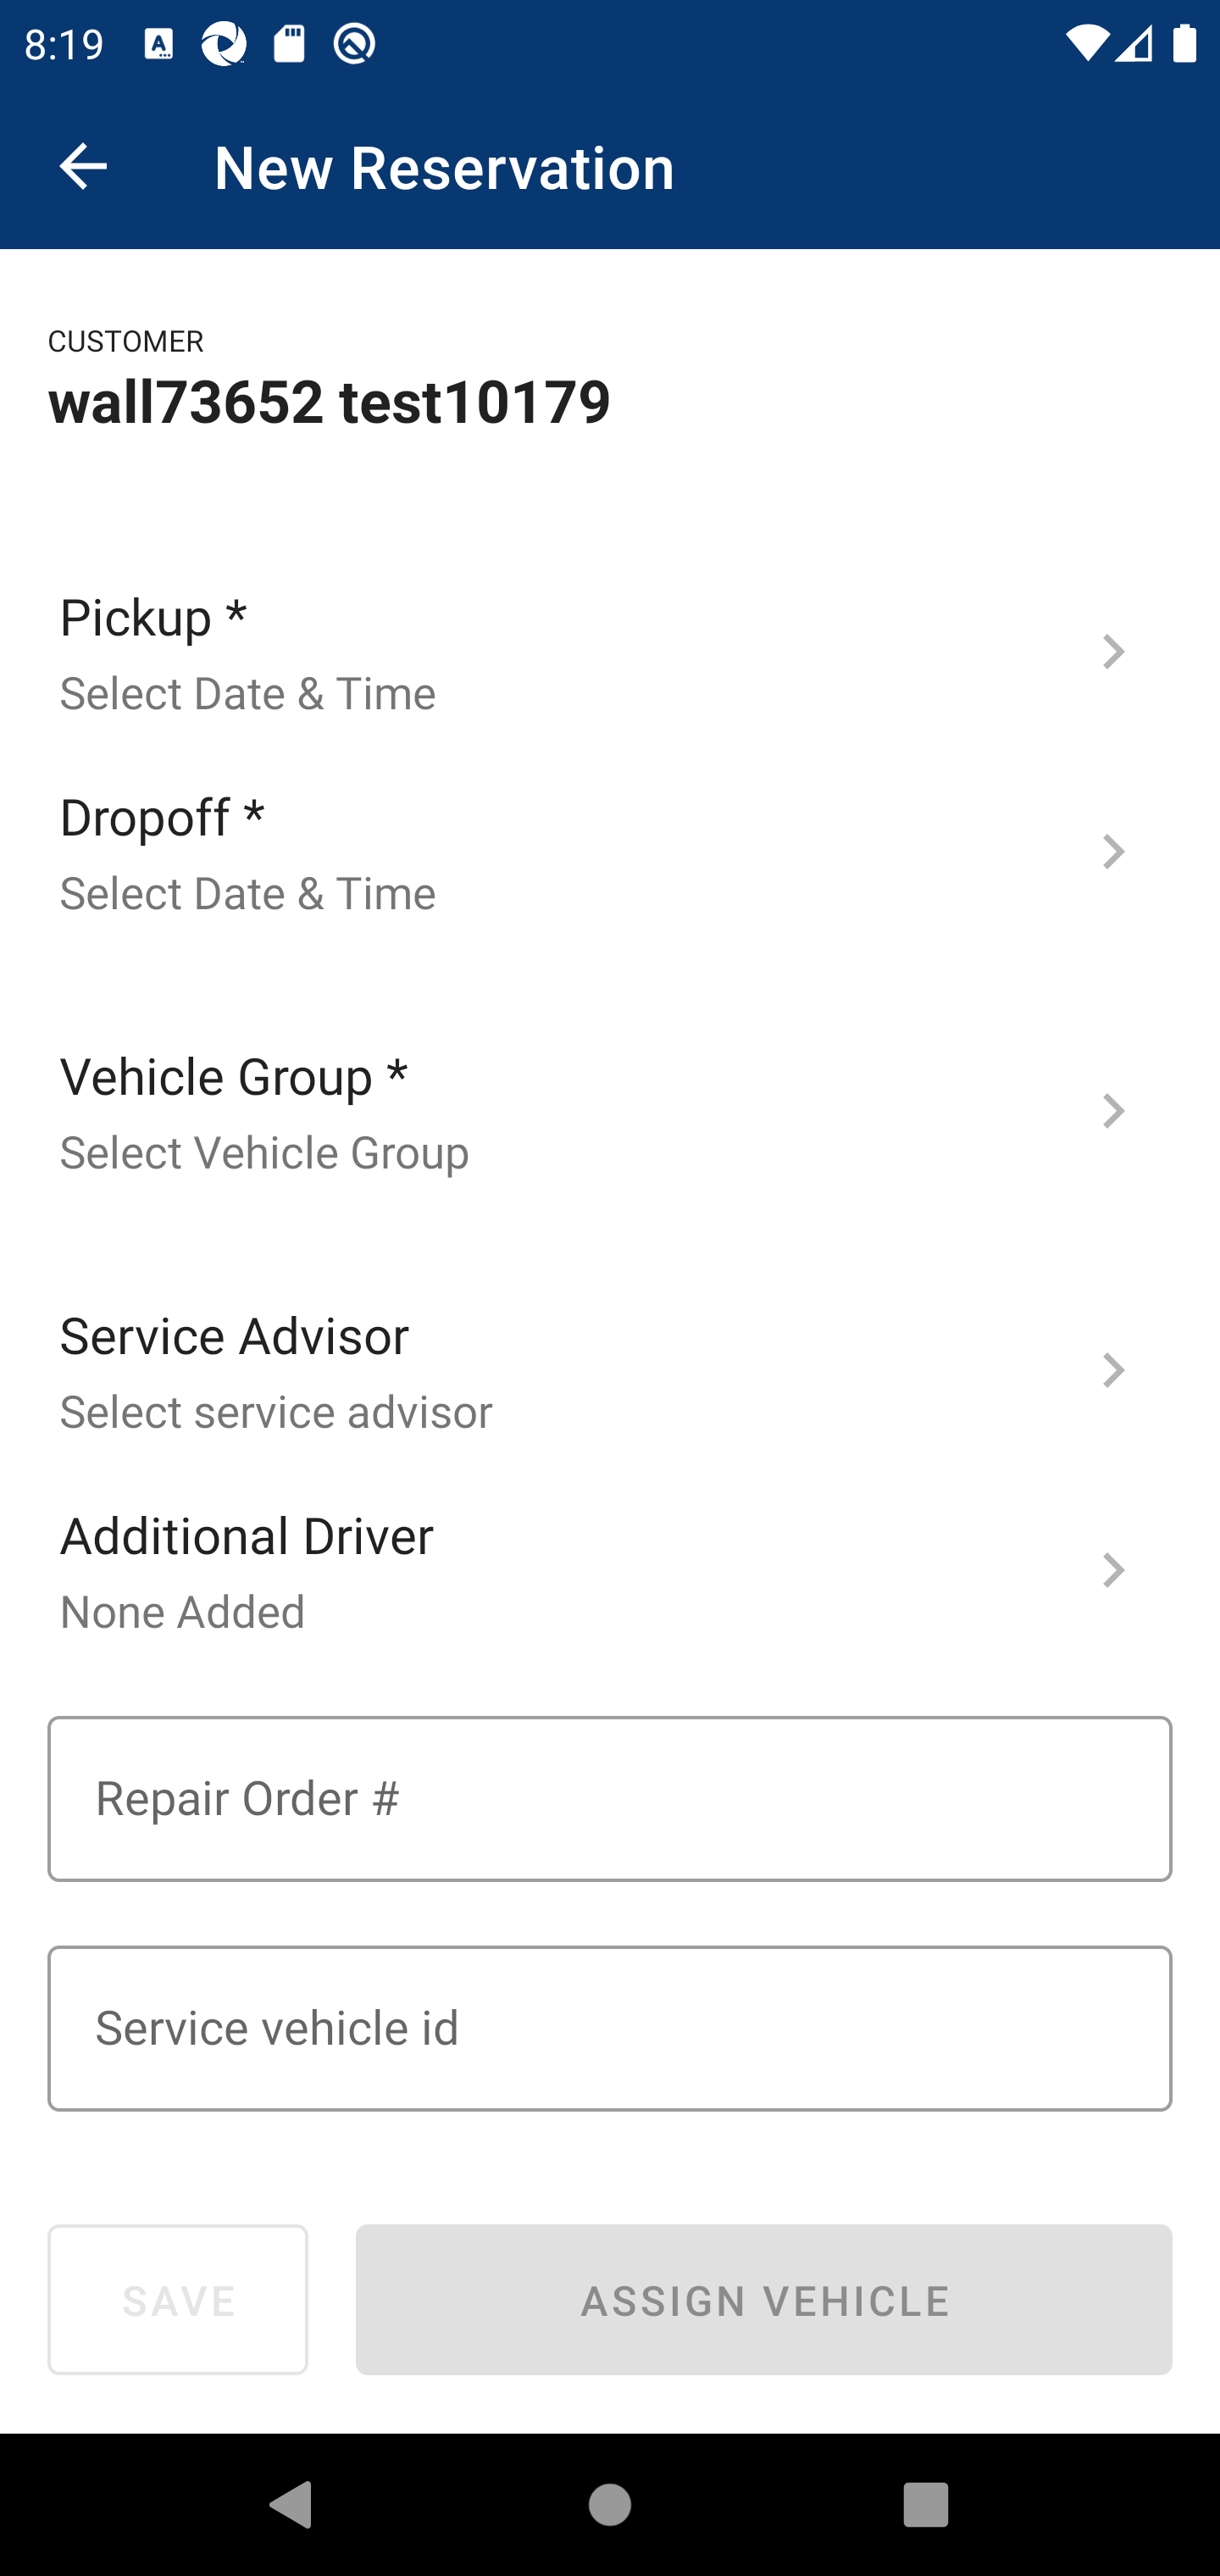 8:19
New Reservation
CUSTOMER
wall73652 test10179
Pickup *
Select Date & Time
Dropoff *
Select Date & Time
Vehicle Group *
Select Vehicle Group
Service Advisor
Select service advisor
Additional Driver
None Added
Repair Order #
Service vehicle id
SAVE
ASSIGN VEHICLE